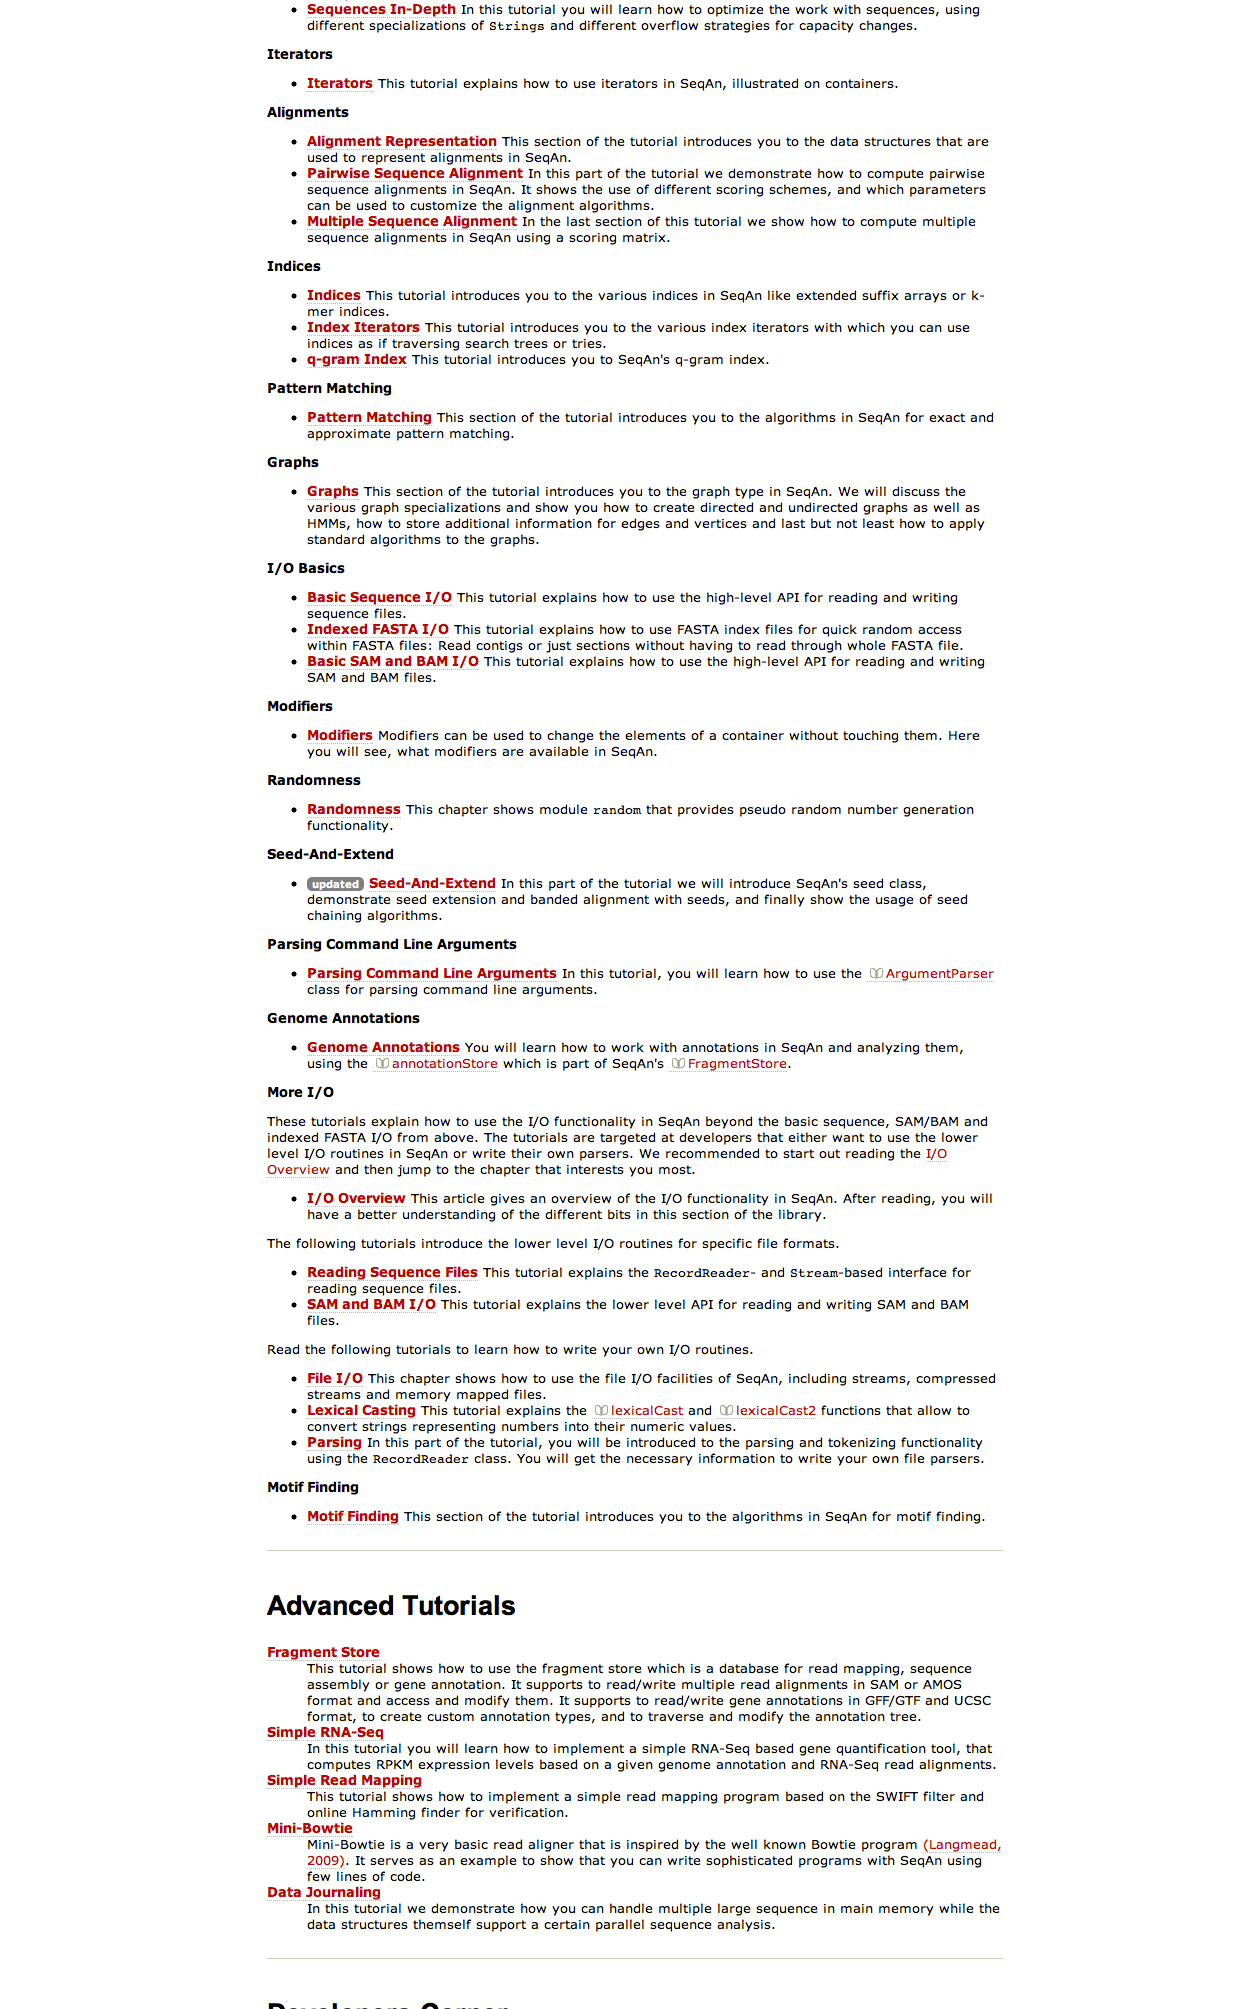 • Sequences In-Depth In this tutorial you will learn how to optimize the work with sequences, using
different specializations of Strings and different overflow strategies for capacity changes.
Iterators
• Iterators This tutorial explains how to use iterators in SeqAn, illustrated on containers.
Alignments
• Alignment Representation This section of the tutorial introduces you to the data structures that are
used to represent alignments in SeqAn.
• Pairwise Sequence Alignment In this part of the tutorial we demonstrate how to compute pairwise
sequence alignments in SeqAn. It shows the use of different scoring schemes, and which parameters
can be used to customize the alignment algorithms.
• Multiple Sequence Alignment In the last section of this tutorial we show how to compute multiple
sequence alignments in SeqAn using a scoring matrix.
Indices
• Indices This tutorial introduces you to the various indices in SeqAn like extended suffix arrays or k-
mer indices.
• Index Iterators This tutorial introduces you to the various index iterators with which you can use
indices as if traversing search trees or tries.
• q-gram Index This tutorial introduces you to SeqAn's q-gram index.
Pattern Matching
• Pattern Matching This section of the tutorial introduces you to the algorithms in SeqAn for exact and
approximate pattern matching.
Graphs
• Graphs This section of the tutorial introduces you to the graph type in SeqAn. We will discuss the
various graph specializations and show you how to create directed and undirected graphs as well as
HMMs, how to store additional information for edges and vertices and last but not least how to apply
standard algorithms to the graphs.
I/O Basics
• Basic Sequence I/O This tutorial explains how to use the high-level API for reading and writing
sequence files.
• Indexed FASTA I/O This tutorial explains how to use FASTA index files for quick random access
within FASTA files: Read contigs or just sections without having to read through whole FASTA file.
• Basic SAM and BAM I/O This tutorial explains how to use the high-level API for reading and writing
SAM and BAM files.
Modifiers
• Modifiers Modifiers can be used to change the elements of a container without touching them. Here
you will see, what modifiers are available in SeqAn.
Randomness
• Randomness This chapter shows module random that provides pseudo random number generation
functionality.
Seed-And-Extend
• updated Seed-And-Extend In this part of the tutorial we will introduce SeqAn's seed class,
demonstrate seed extension and banded alignment with seeds, and finally show the usage of seed
chaining algorithms.
Parsing Command Line Arguments
• Parsing Command Line Arguments In this tutorial, you will learn how to use the ArgumentParser
class for parsing command line arguments.
Genome Annotations
• Genome Annotations You will learn how to work with annotations in SeqAn and analyzing them,
using the annotationStore which is part of SeqAn's FragmentStore.
More I/O
These tutorials explain how to use the I/O functionality in SeqAn beyond the basic sequence, SAM/BAM and
indexed FASTA I/O from above. The tutorials are targeted at developers that either want to use the lower
level I/O routines in SeqAn or write their own parsers. We recommended to start out reading the I/O
Overview and then jump to the chapter that interests you most.
• I/O Overview This article gives an overview of the I/O functionality in SeqAn. After reading, you will
have a better understanding of the different bits in this section of the library.
The following tutorials introduce the lower level I/O routines for specific file formats.
• Reading Sequence Files This tutorial explains the RecordReader- and Stream-based interface for
reading sequence files.
• SAM and BAM I/O This tutorial explains the lower level API for reading and writing SAM and BAM
files.
Read the following tutorials to learn how to write your own I/O routines.
• File I/O This chapter shows how to use the file I/O facilities of SeqAn, including streams, compressed
streams and memory mapped files.
• Lexical Casting This tutorial explains the lexicalCast and lexicalCast2 functions that allow to
convert strings representing numbers into their numeric values.
• Parsing In this part of the tutorial, you will be introduced to the parsing and tokenizing functionality
using the RecordReader class. You will get the necessary information to write your own file parsers.
Motif Finding
• Motif Finding This section of the tutorial introduces you to the algorithms in SeqAn for motif finding.
Advanced Tutorials
Fragment Store
This tutorial shows how to use the fragment store which is a database for read mapping, sequence
assembly or gene annotation. It supports to read/write multiple read alignments in SAM or AMOS
format and access and modify them. It supports to read/write gene annotations in GFF/GTF and UCSC
format, to create custom annotation types, and to traverse and modify the annotation tree.
Simple RNA-Seq
In this tutorial you will learn how to implement a simple RNA-Seq based gene quantification tool, that
computes RPKM expression levels based on a given genome annotation and RNA-Seq read alignments.
Simple Read Mapping
This tutorial shows how to implement a simple read mapping program based on the SWIFT filter and
online Hamming finder for verification.
Mini-Bowtie
Mini-Bowtie is a very basic read aligner that is inspired by the well known Bowtie program (Langmead,
2009). It serves as an example to show that you can write sophisticated programs with SeqAn using
few lines of code.
Data Journaling
In this tutorial we demonstrate how you can handle multiple large sequence in main memory while the
data structures themself support a certain parallel sequence analysis.